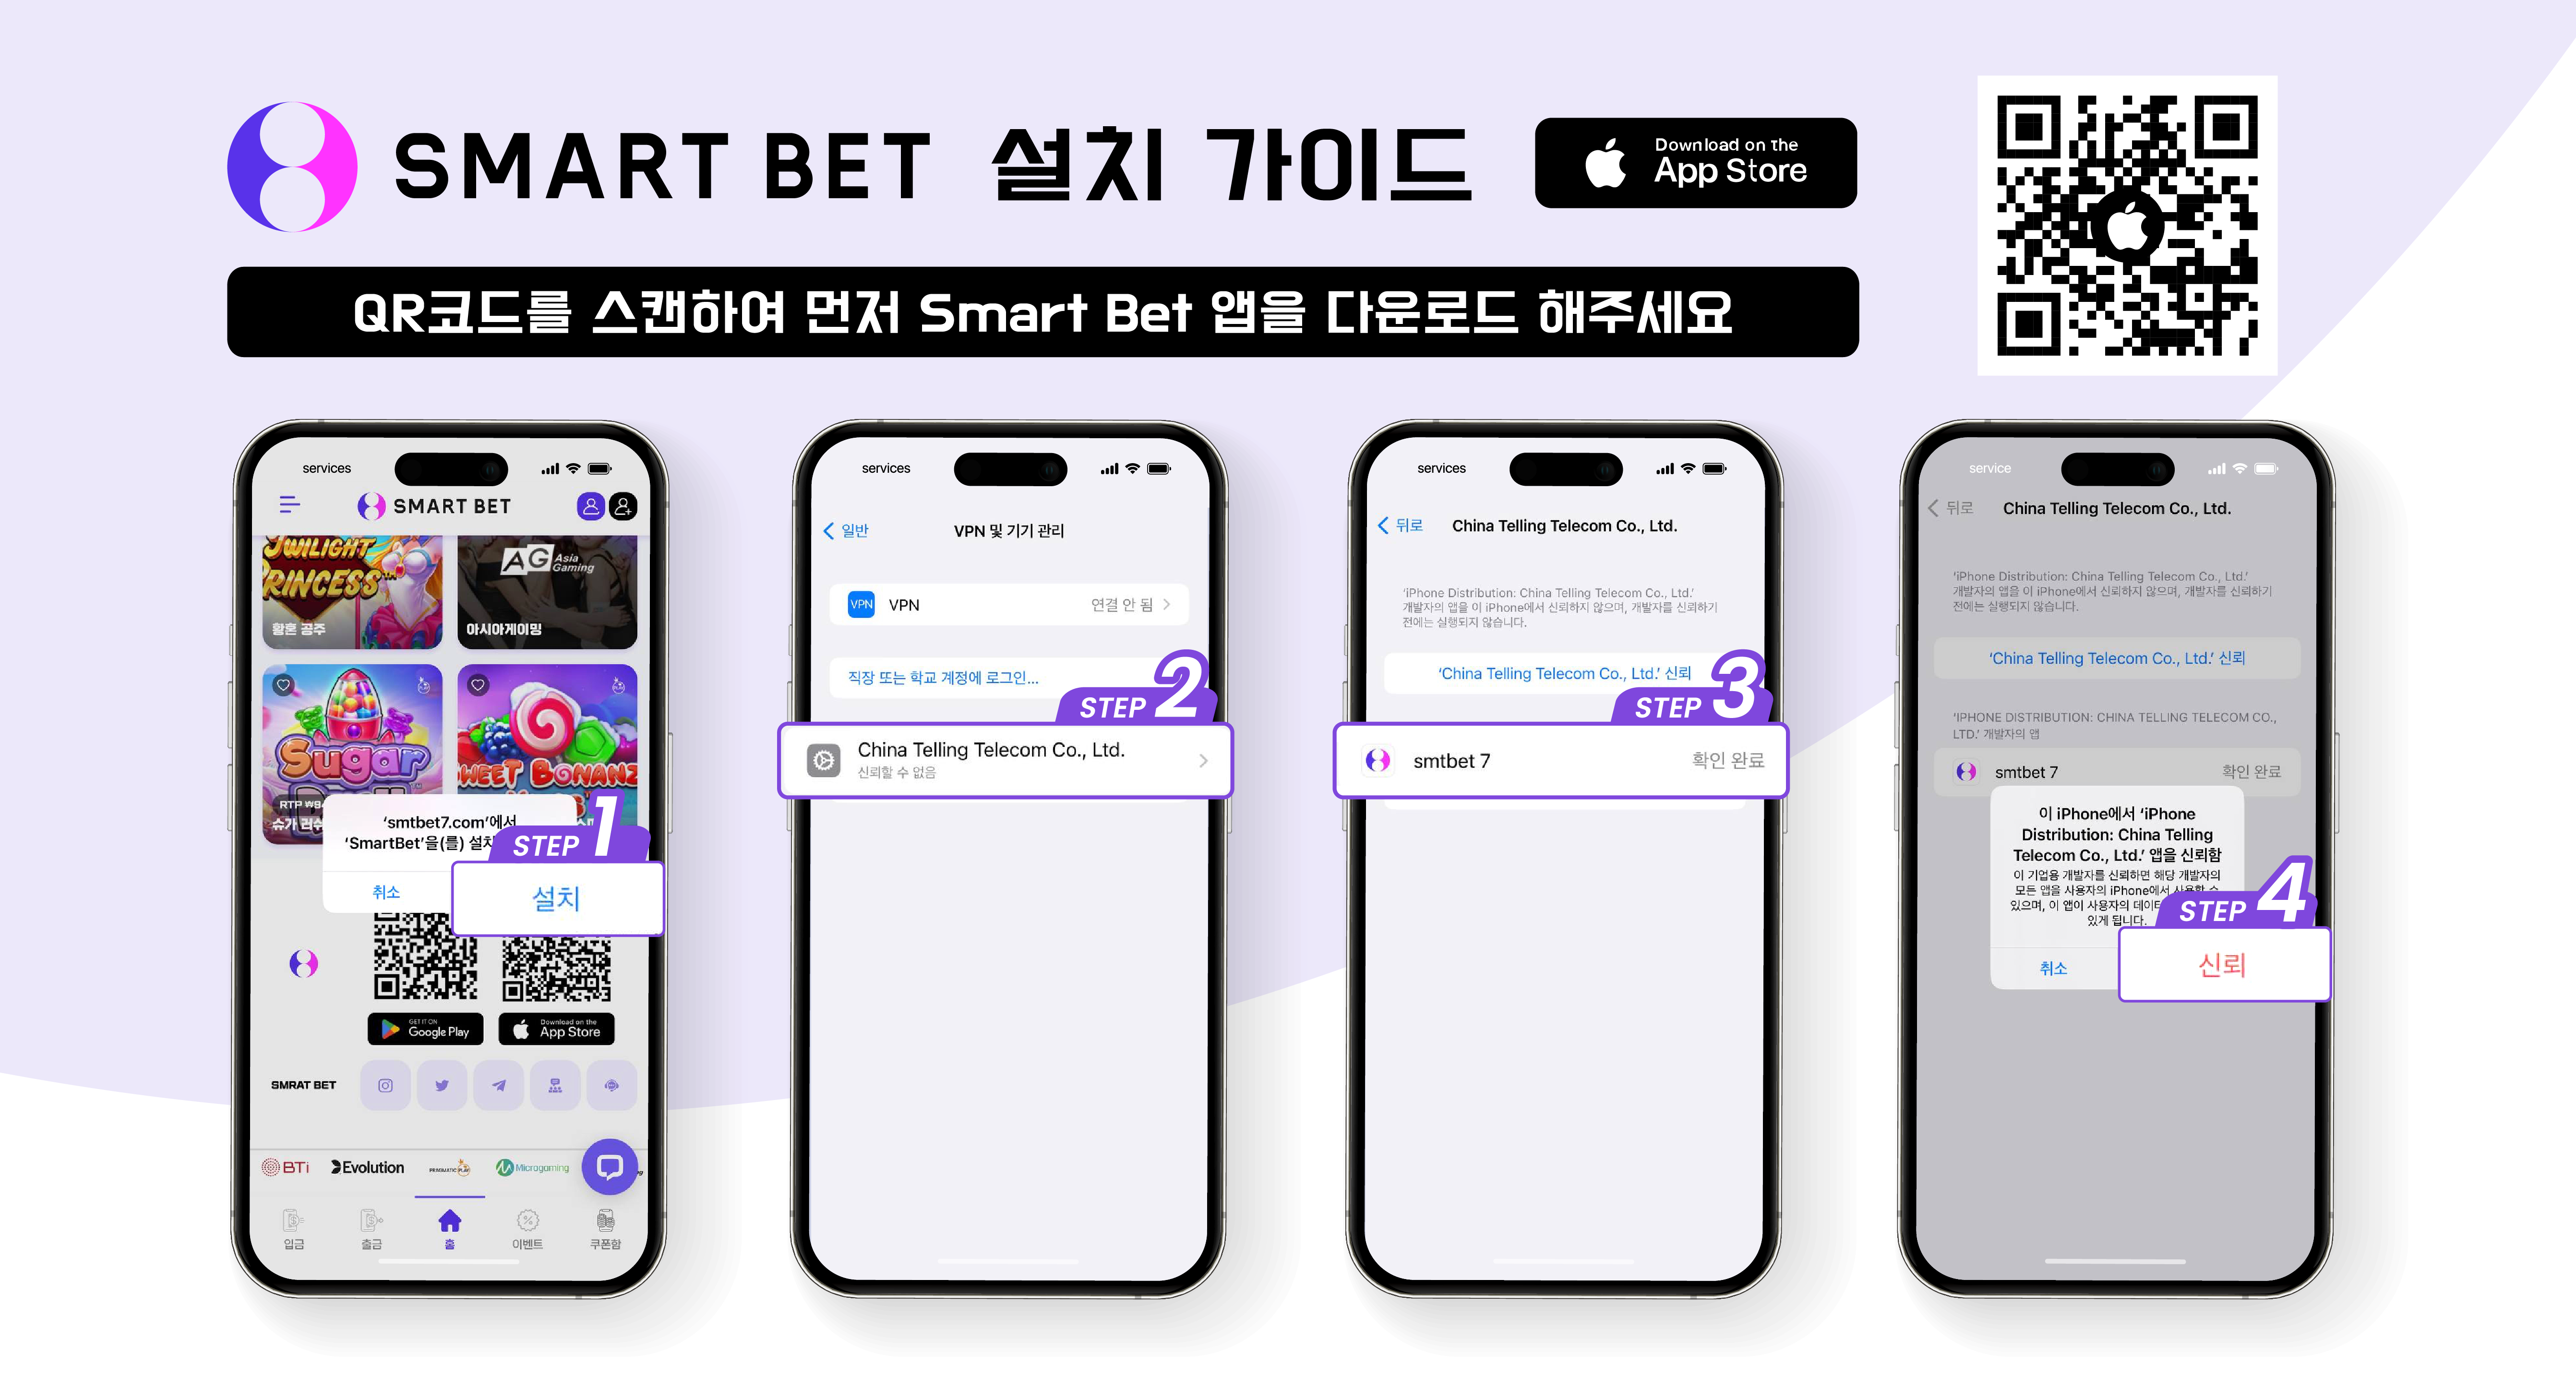 SMART BET 설치 가이드
Download on the
App Store
QR코드를 스캔하여 먼저 Smart Bet 앱을 다운로드 해주세요
services
SMART BET
TWILIGHT
PRINCESS
황혼 공주
AG Asia
Gaming
아시아게이밍
Sugar
SWEET BONANZ
RTP
슈가 러쉬
'smtbet7.com'에서
'SmartBet'을(를) 설치
취소
STEP 1
설치
GET IT ON
Google Play
Download on the
App Store
SMRAT BET
BTi
Evolution
PRAGMATIC PLAY
Microgaming
입금
출금
홈
이벤트
쿠폰함
services
일반
VPN 및 기기 관리
VPN
VPN
연결 안 됨
직장 또는 학교 계정에 로그인...
STEP 2
China Telling Telecom Co., Ltd.
신뢰할 수 없음
services
뒤로
China Telling Telecom Co., Ltd.
'iPhone Distribution: China Telling Telecom Co., Ltd.'
개발자의 앱을 이 iPhone에서 신뢰하지 않으며, 개발자를 신뢰하기
전에는 실행되지 않습니다.
'China Telling Telecom Co., Ltd.' 신뢰
STEP 3
smtbet 7
확인 완료
service
뒤로
China Telling Telecom Co., Ltd.
'iPhone Distribution: China Telling Telecom Co., Ltd.'
개발자의 앱을 이 iPhone에서 신뢰하지 않으며, 개발자를 신뢰하기
전에는 실행되지 않습니다.
'China Telling Telecom Co., Ltd.' 신뢰
'IPHONE DISTRIBUTION: CHINA TELLING TELECOM CO.,
LTD.' 개발자의 앱
smtbet 7
확인 완료
이 iPhone에서 'iPhone
Distribution: China Telling
Telecom Co., Ltd.' 앱을 신뢰함
이 기업용 개발자를 신뢰하면 해당 개발자의
모든 앱을 사용자의 iPhone에서 사용할 수
있으며, 이 앱이 사용자의 데이터
있게 됩니다.
취소
STEP 4
신뢰